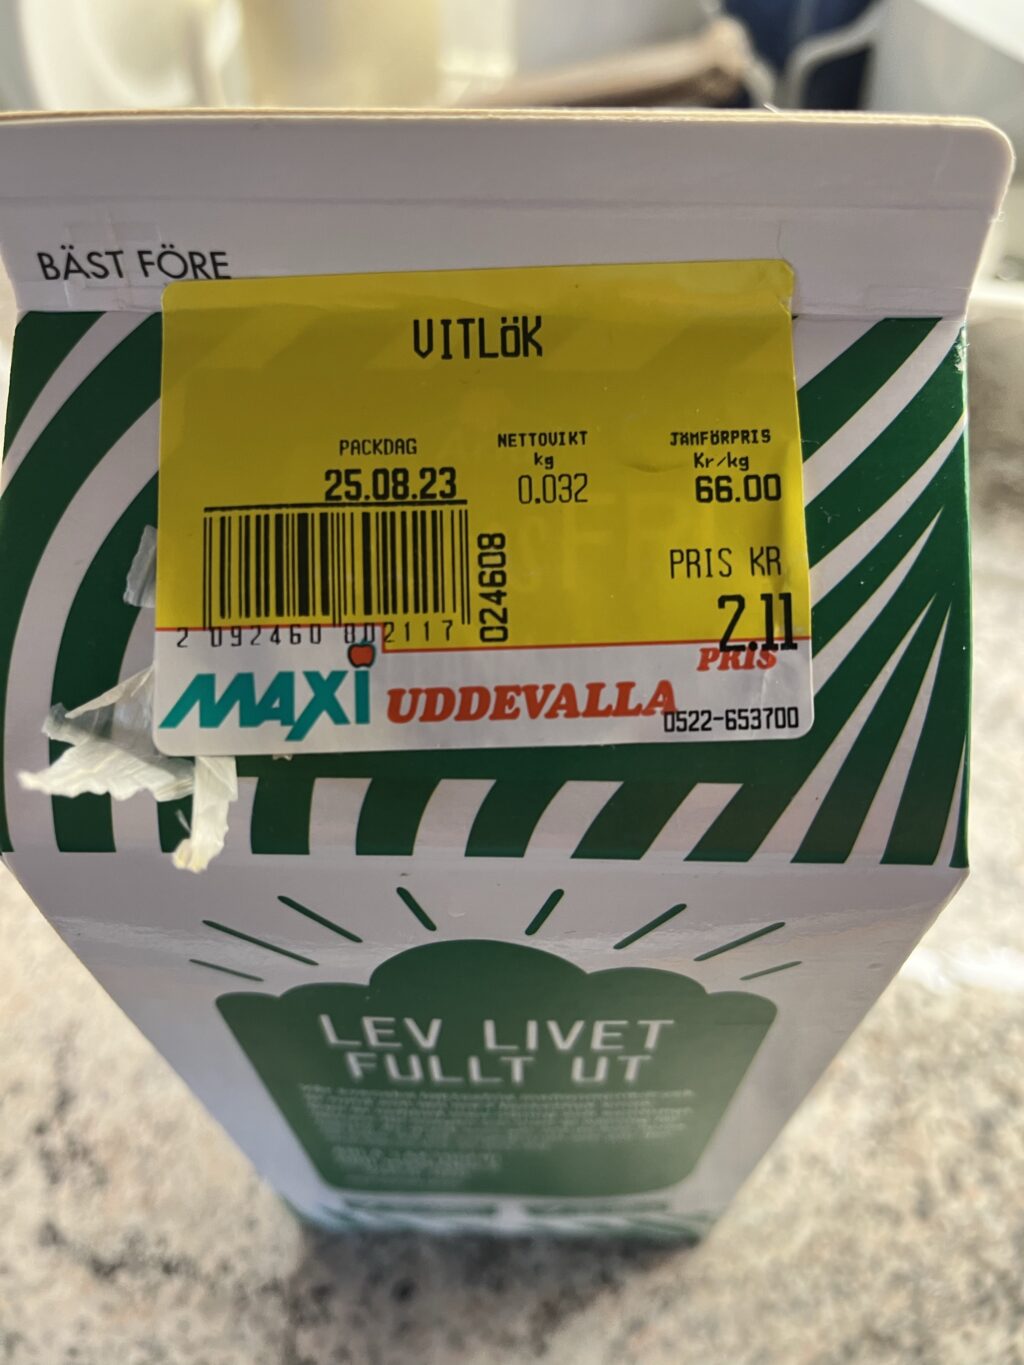 BÄST FÖRE
VITLöK
PACKDAG
25.08.23
NETTOVIKT
kg
0.032
JÄMFÖRPRIS
Kr/kg
66.00
PRIS KR
2.11
024608
2 092460 802117
PRIS
MAXI UDDEVALLA
0522-653700
LEV LIVET
FULLT UT